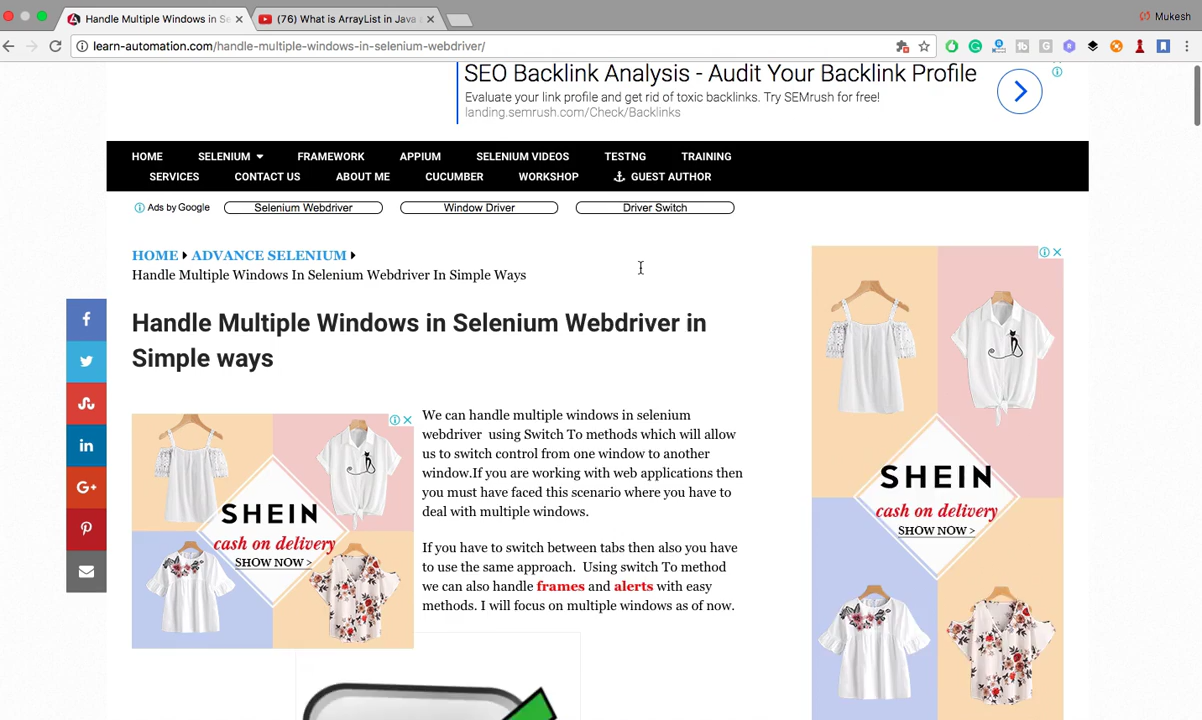 Handle Multiple Windows in Se
(76) What is ArrayList in Java
Mukesh
learn-automation.com/handle-multiple-windows-in-selenium-webdriver/
SEO Backlink Analysis - Audit Your Backlink Profile
Evaluate your link profile and get rid of toxic backlinks. Try SEMrush for free!
landing.semrush.com/Check/Backlinks
HOME SELENIUM FRAMEWORK APPIUM SELENIUM VIDEOS TESTNG TRAINING
SERVICES CONTACT US ABOUT ME CUCUMBER WORKSHOP GUEST AUTHOR
Ads by Google Selenium Webdriver Window Driver Driver Switch
HOME ADVANCE SELENIUM
Handle Multiple Windows In Selenium Webdriver In Simple Ways
Handle Multiple Windows in Selenium Webdriver in
Simple ways
We can handle multiple windows in selenium
webdriver  using Switch To methods which will allow
us to switch control from one window to another
window.If you are working with web applications then
you must have faced this scenario where you have to
deal with multiple windows.
If you have to switch between tabs then also you have
to use the same approach.  Using switch To method
we can also handle frames and alerts with easy
methods. I will focus on multiple windows as of now.
SHEIN
cash on delivery
SHOW NOW >
SHEIN
cash on delivery
SHOW NOW >